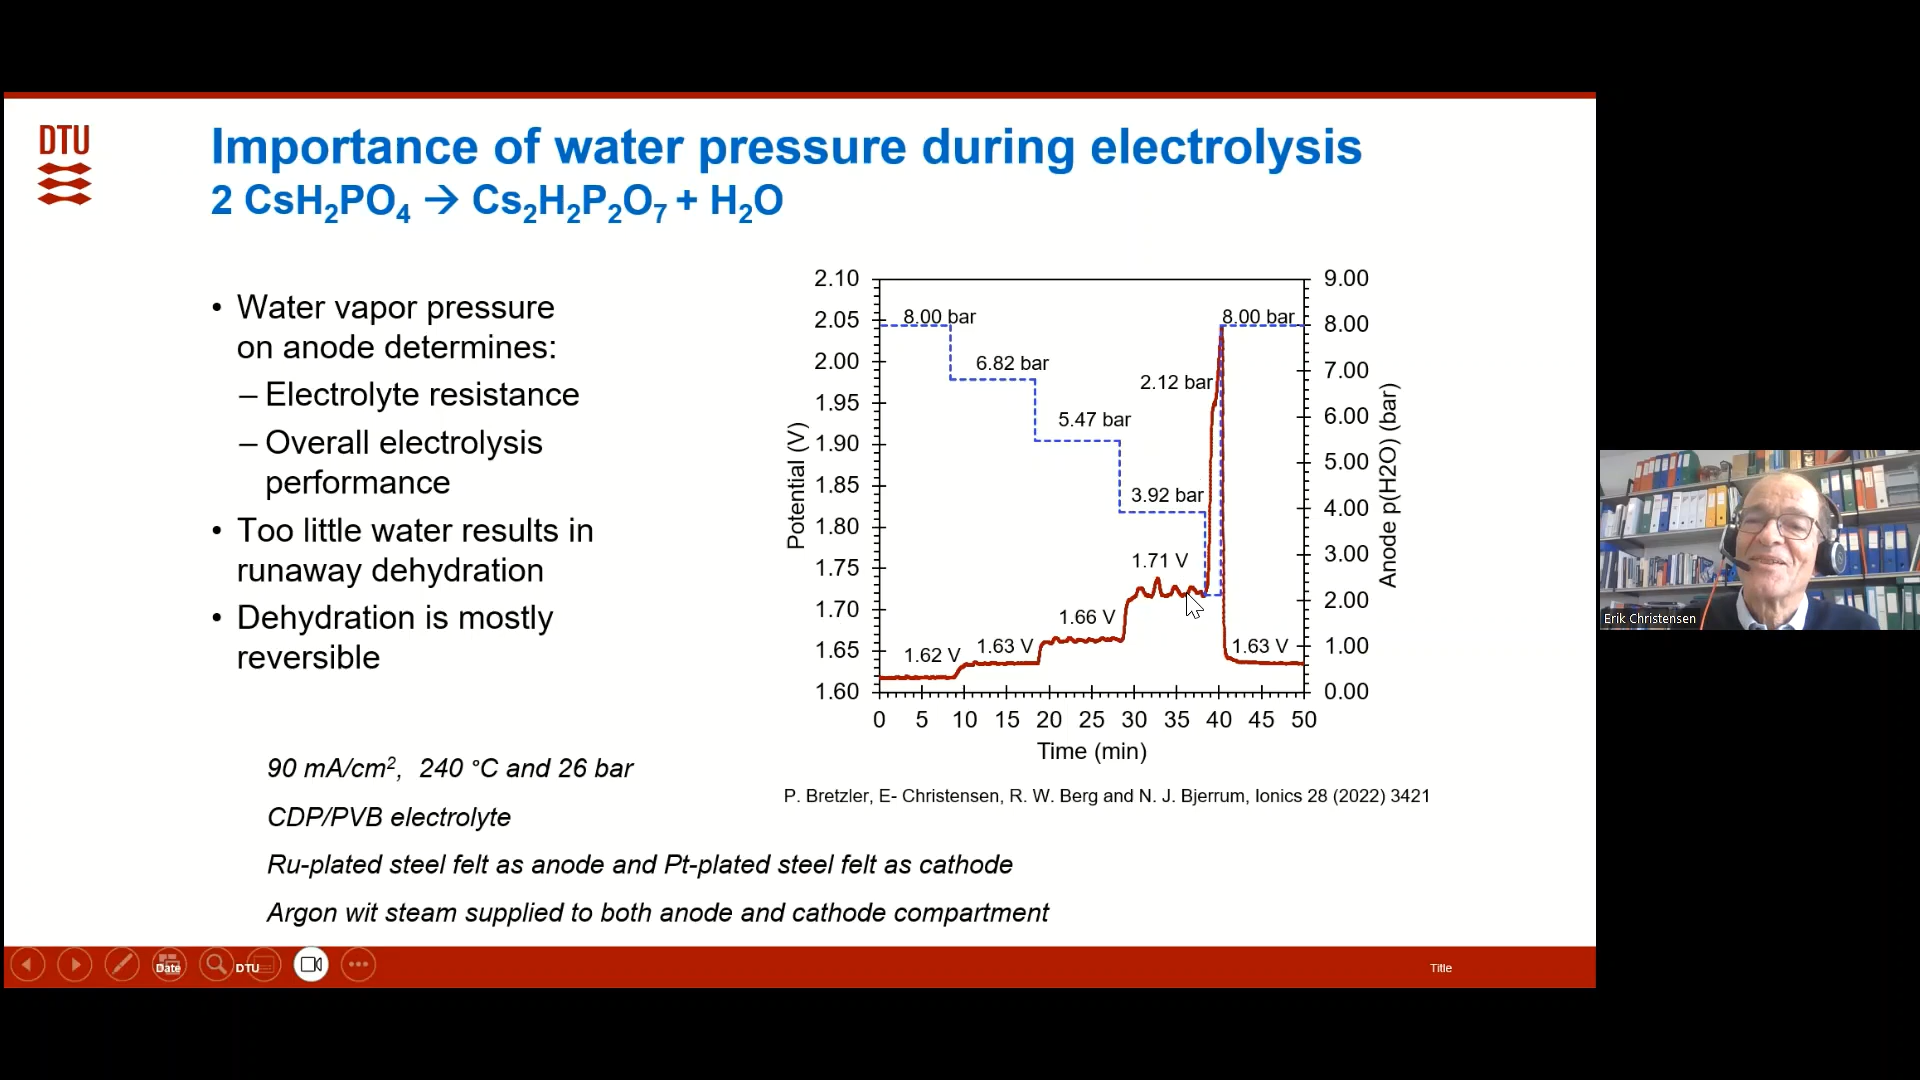 DTU
Importance of water pressure during electrolysis
2 CsH₂PO₄ → Cs₂H₂P₂O₇ + H₂O
• Water vapor pressure
on anode determines:
– Electrolyte resistance
– Overall electrolysis
performance
• Too little water results in
runaway dehydration
• Dehydration is mostly
reversible
90 mA/cm², 240 °C and 26 bar
CDP/PVB electrolyte
Ru-plated steel felt as anode and Pt-plated steel felt as cathode
Argon wit steam supplied to both anode and cathode compartment
Potential (V)
2.10
2.05
2.00
1.95
1.90
1.85
1.80
1.75
1.70
1.65
1.60
8.00 bar
6.82 bar
5.47 bar
3.92 bar
2.12 bar
8.00 bar
1.62 V
1.63 V
1.66 V
1.71 V
1.63 V
9.00
8.00
7.00
6.00
5.00
4.00
3.00
2.00
1.00
0.00
Anode p(H2O) (bar)
0 5 10 15 20 25 30 35 40 45 50
Time (min)
P. Bretzler, E- Christensen, R. W. Berg and N. J. Bjerrum, Ionics 28 (2022) 3421
Erik Christensen
Date
DTU
Title